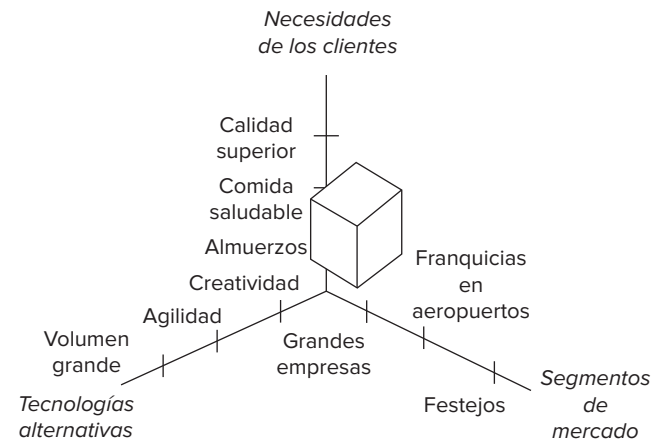 Necesidades
de los clientes
Calidad
superior
Comida
saludable
Almuerzos
Creatividad
Agilidad
Volumen
grande
Tecnologías
alternativas
Grandes
empresas
Franquicias
en
aeropuertos
Festejos
Segmentos
de
mercado